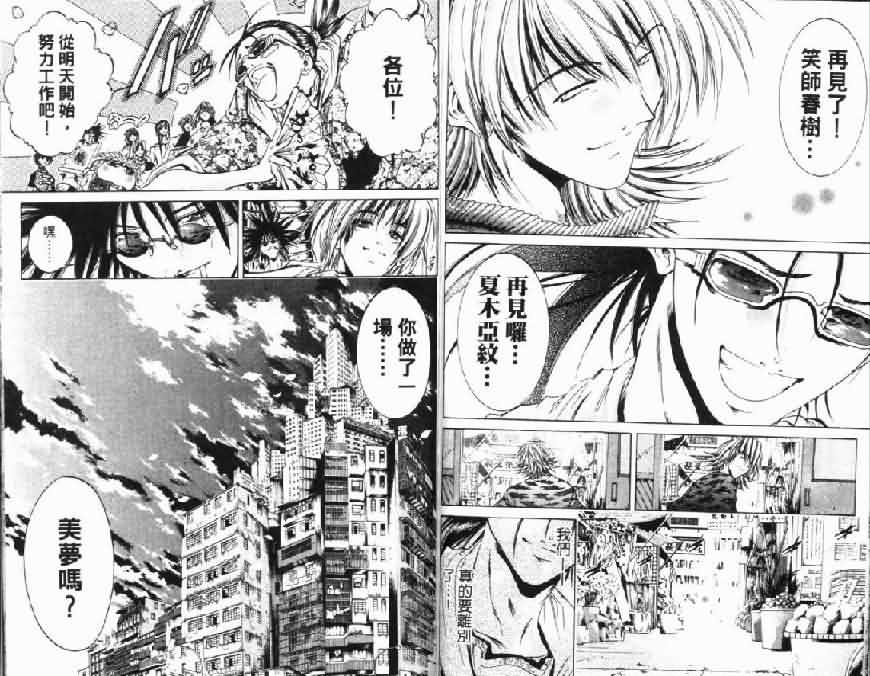 再見了！
笑師春樹…
再見囉…
夏木亞紋…
我們
真的要離別
了…！
各位！
從明天開始，
努力工作吧！
嘿……
你做了一
場……
美夢嗎？